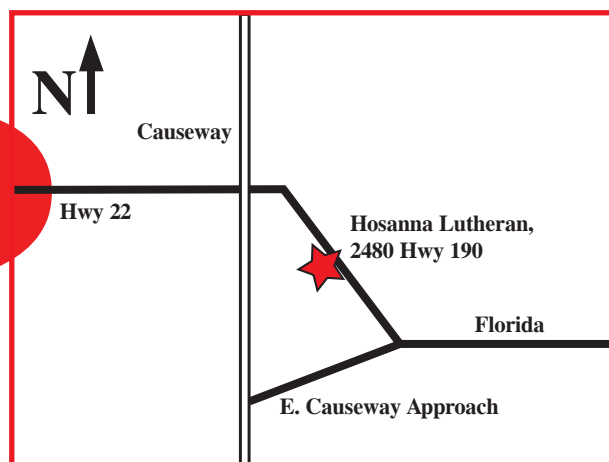 N
Causeway
Hwy 22
Hosanna Lutheran,
2480 Hwy 190
Florida
E. Causeway Approach